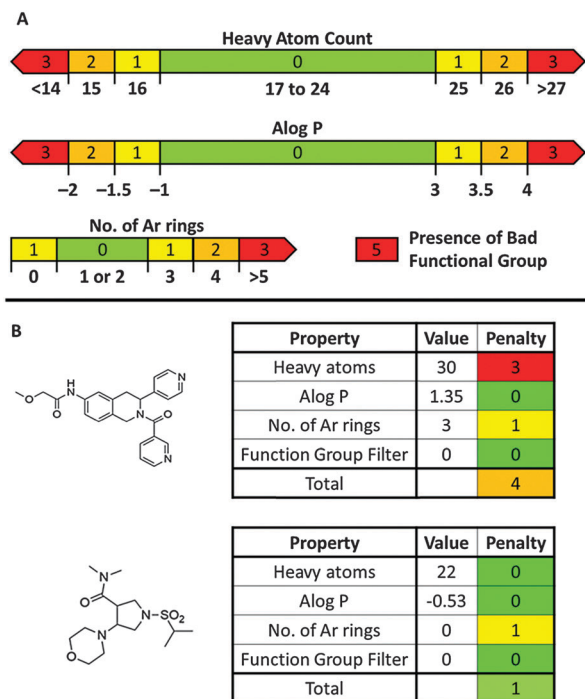 A
Heavy Atom Count
3 2 1 0 1 2 3
<14 15 16 17 to 24 25 26 >27
Alog P
3 2 1 0 1 2 3
–2 –1.5 –1 3 3.5 4
No. of Ar rings
1 0 1 2 3
0 1 or 2 3 4 >5
5 Presence of Bad
Functional Group
B
Property Value Penalty
Heavy atoms 30 3
Alog P 1.35 0
No. of Ar rings 3 1
Function Group Filter 0 0
Total 4
N
H
N
O
O
N
O
N
Property Value Penalty
Heavy atoms 22 0
Alog P -0.53 0
No. of Ar rings 0 1
Function Group Filter 0 0
Total 1
N
O
N
SO2
N
O